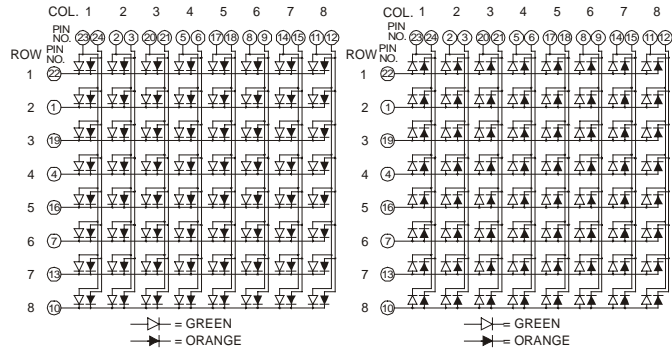 COL. 1 2 3 4 5 6 7 8
PIN NO. 23 24 2 3 20 21 4 5 17 18 8 9 14 15 11 12
ROW PIN NO.
1 22
2 1
3 19
4 4
5 16
6 7
7 13
8 10
= GREEN
= ORANGE
COL. 1 2 3 4 5 6 7 8
PIN NO. 23 24 2 3 20 21 5 6 17 18 8 9 14 15 11 12
ROW PIN NO.
1 22
2 1
3 19
4 4
5 16
6 7
7 13
8 10
= GREEN
= ORANGE